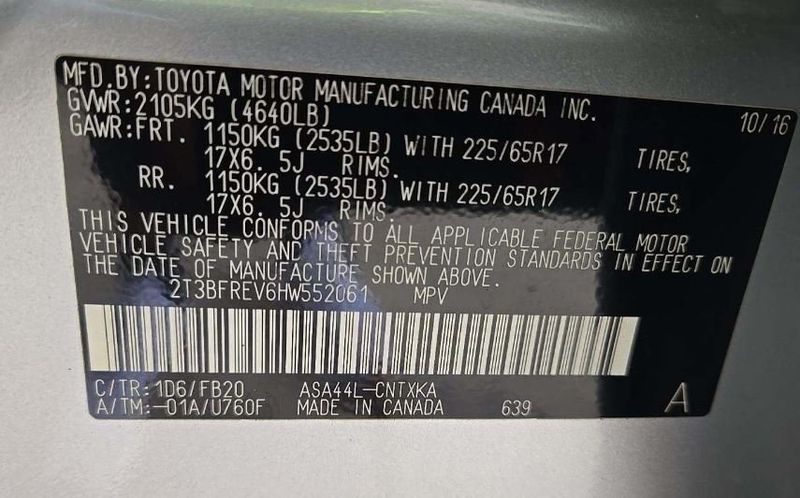 MFD.BY:TOYOTA MOTOR MANUFACTURING CANADA INC.
GVWR:2105KG (4640LB) 10/16
GAWR:FRT. 1150KG (2535LB) WITH 225/65R17 TIRES,
17X6. 5J RIMS.
RR. 1150KG (2535LB) WITH 225/65R17 TIRES,
17X6. 5J RIMS.
THIS VEHICLE CONFORMS TO ALL APPLICABLE FEDERAL MOTOR
VEHICLE SAFETY AND THEFT PREVENTION STANDARDS IN EFFECT ON
THE DATE OF MANUFACTURE SHOWN ABOVE.
2T3BFREV6HW552061 MPV
C/TR:1D6/FB20 ASA44L-CNTXKA
A/TM:-01A/U760F MADE IN CANADA 639 A